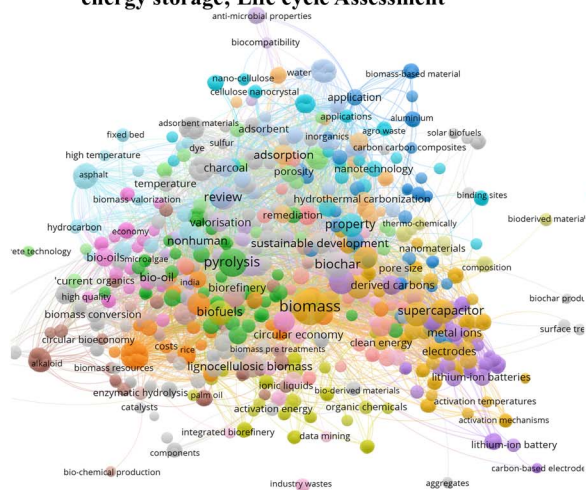 energy storage; Life cycle Assessment
anti-microbial properties
biocompatibility
nano-cellulose
water
biomass-based material
cellulose nanocrystal
application
applications
aluminium
adsorbent materials
adsorbent
inorganics
agro waste
solar biofuels
fixed bed
dye
sulfur
carbon carbon composites
high temperature
adsorption
asphalt
charcoal
porosity
nanotechnology
temperature
biomass valorization
review
hydrothermal carbonization
binding sites
remediation
hydrocarbon
economy
valorisation
property
thermo-chemically
bioderived material
nonhuman
sustainable development
nanomaterials
ete technology
bio-oils
microalgae
pyrolysis
biochar
pore size
composition
'current
organics
bio-oil
india
biorefinery
derived carbons
high quality
biofuels
biomass
supercapacitor
biochar produ
biomass conversion
circular economy
metal ions
surface tre
circular bioeconomy
costs
rice
biomass pre treatments
clean energy
electrodes
alkaloid
biomass resources
lignocellulosic biomass
lithium-ion batteries
enzymatic hydrolysis
palm oil
ionic liquids
bio-derived materials
catalysts
activation energy
organic chemicals
activation temperatures
activation mechanisms
integrated biorefinery
data mining
lithium-ion battery
components
bio-chemical production
industry wastes
aggregates
carbon-based electrode